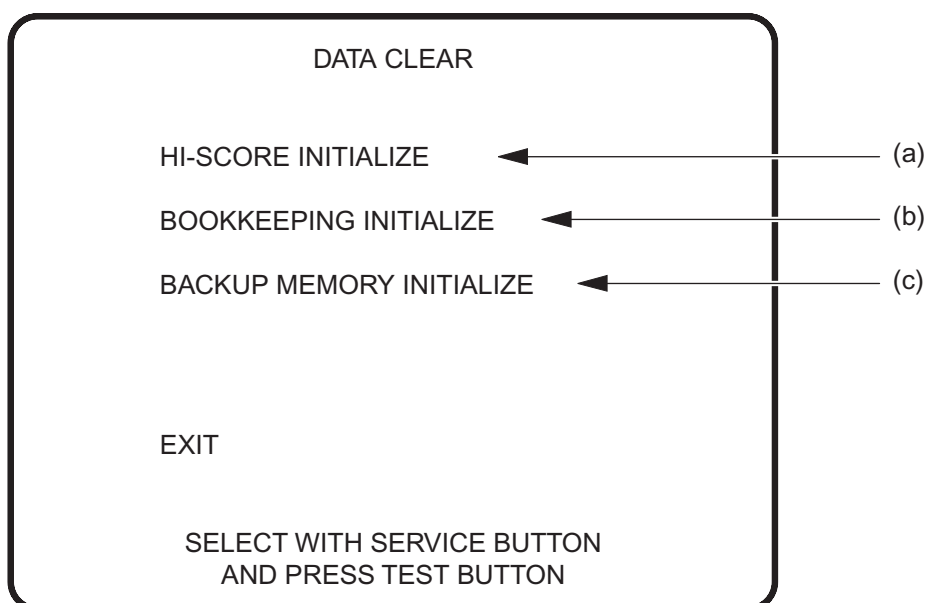 DATA CLEAR
HI-SCORE INITIALIZE (a)
BOOKKEEPING INITIALIZE (b)
BACKUP MEMORY INITIALIZE (c)
EXIT
SELECT WITH SERVICE BUTTON
AND PRESS TEST BUTTON